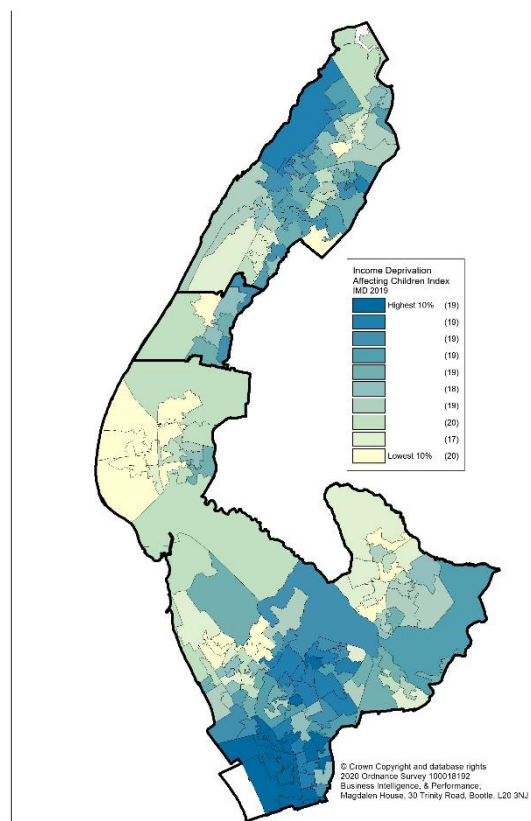 Income Deprivation
Affecting Children Index
IMD 2019
Highest 10% (19)
(19)
(19)
(19)
(19)
(18)
(19)
(20)
(17)
Lowest 10% (20)
© Crown Copyright and database rights
2020 Ordnance Survey 100018192
Business Intelligence, & Performance;
Magdalen House, 30 Trinity Road, Bootle, L20 3NJ